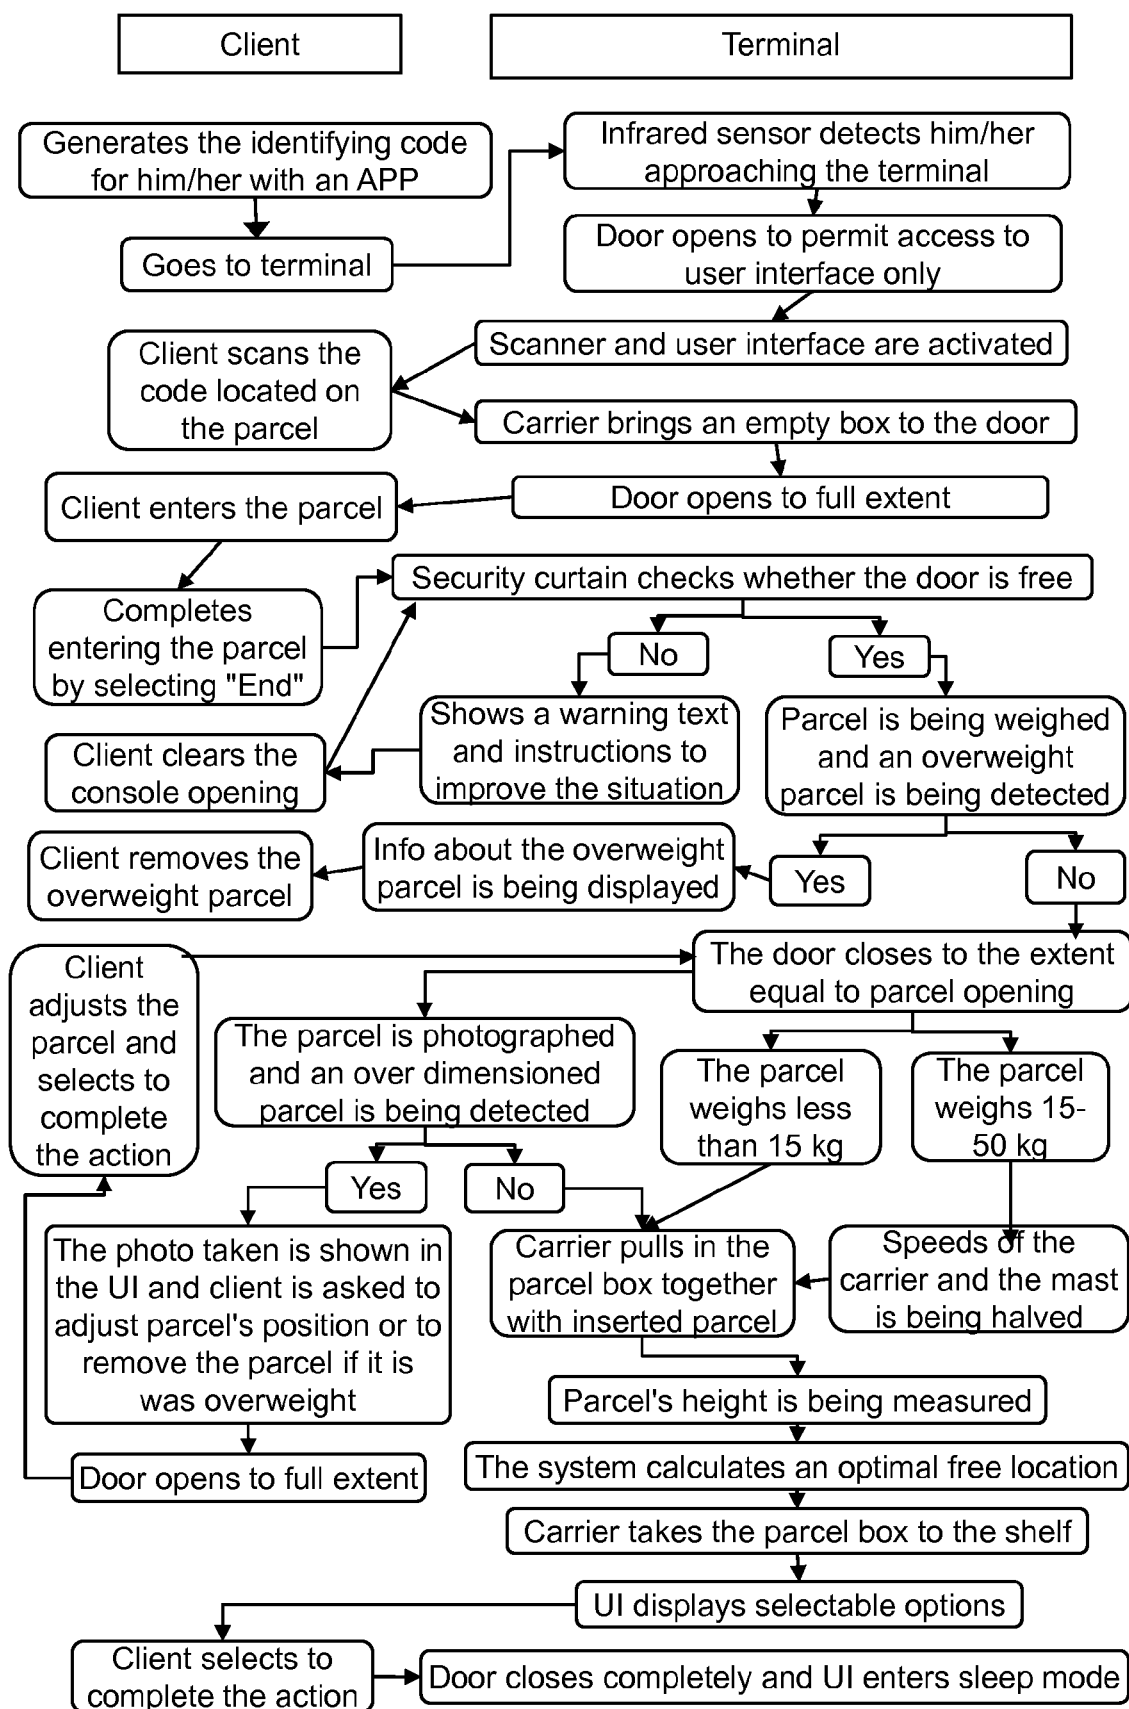 Client
Terminal
Generates the identifying code
for him/her with an APP
Infrared sensor detects him/her
approaching the terminal
Goes to terminal
Door opens to permit access to
user interface only
Scanner and user interface are activated
Client scans the
code located on
the parcel
Carrier brings an empty box to the door
Door opens to full extent
Client enters the parcel
Completes
entering the parcel
by selecting "End"
Security curtain checks whether the door is free
No
Yes
Shows a warning text
and instructions to
improve the situation
Parcel is being weighed
and an overweight
parcel is being detected
Client clears the
console opening
Yes
No
Info about the overweight
parcel is being displayed
Client removes the
overweight parcel
The door closes to the extent
equal to parcel opening
Client
adjusts the
parcel and
selects to
complete
the action
The parcel is photographed
and an over dimensioned
parcel is being detected
The parcel
weighs less
than 15 kg
The parcel
weighs 15-
50 kg
Yes
No
The photo taken is shown in
the UI and client is asked to
adjust parcel's position or to
remove the parcel if it is
was overweight
Carrier pulls in the
parcel box together
with inserted parcel
Speeds of the
carrier and the mast
is being halved
Door opens to full extent
Parcel's height is being measured
The system calculates an optimal free location
Carrier takes the parcel box to the shelf
UI displays selectable options
Client selects to
complete the action
Door closes completely and UI enters sleep mode